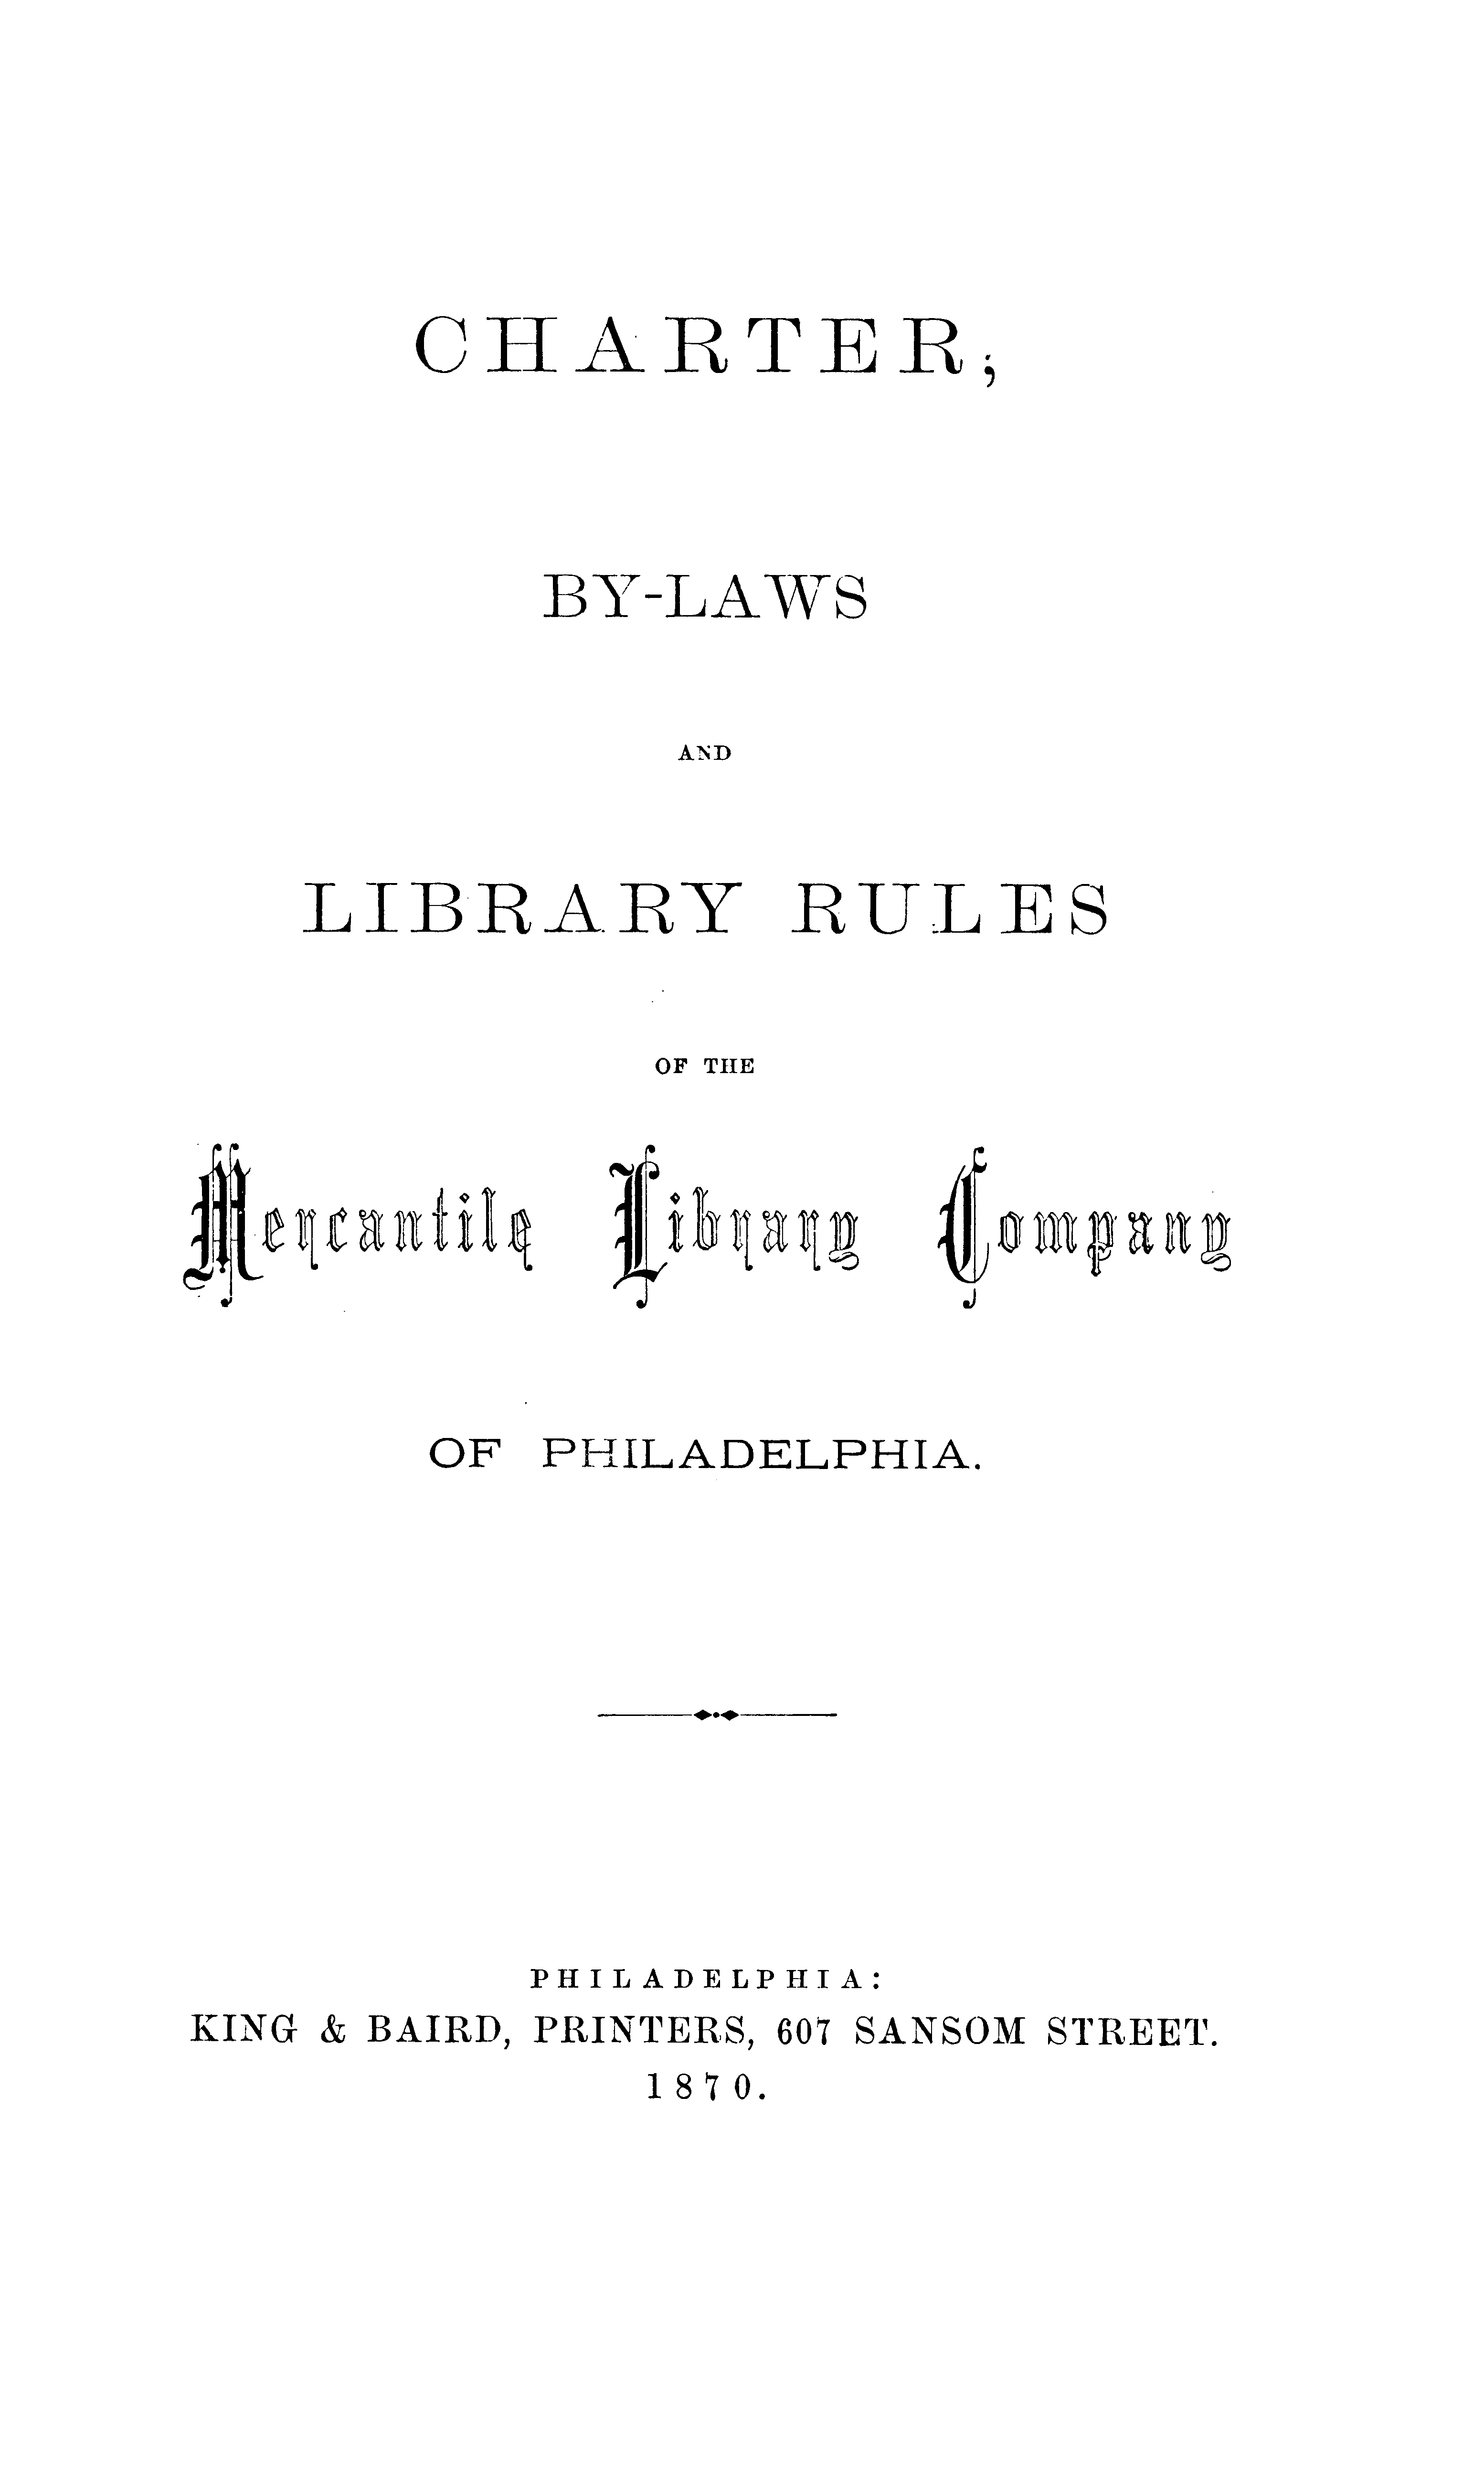 CHARTER;
BY-LAWS
AND
LIBRARY RULES
OF THE
Mercantile Library Company
OF PHILADELPHIA.
PHILADELPHIA:
KING & BAIRD, PRINTERS, 607 SANSOM STREET.
1870.